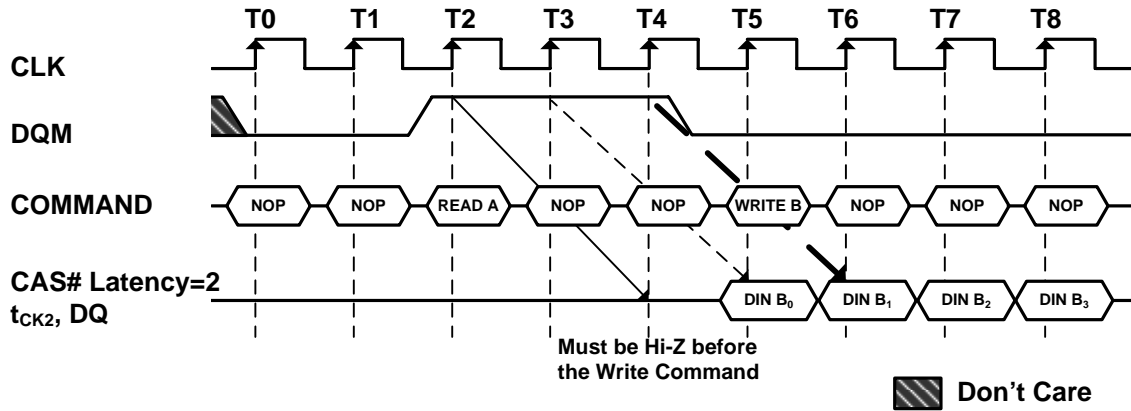 T0 T1 T2 T3 T4 T5 T6 T7 T8
CLK
DQM
COMMAND NOP NOP READ A NOP NOP WRITE B NOP NOP NOP
CAS# Latency=2
tCK2, DQ DIN B0 DIN B1 DIN B2 DIN B3
Must be Hi-Z before
the Write Command
Don't Care